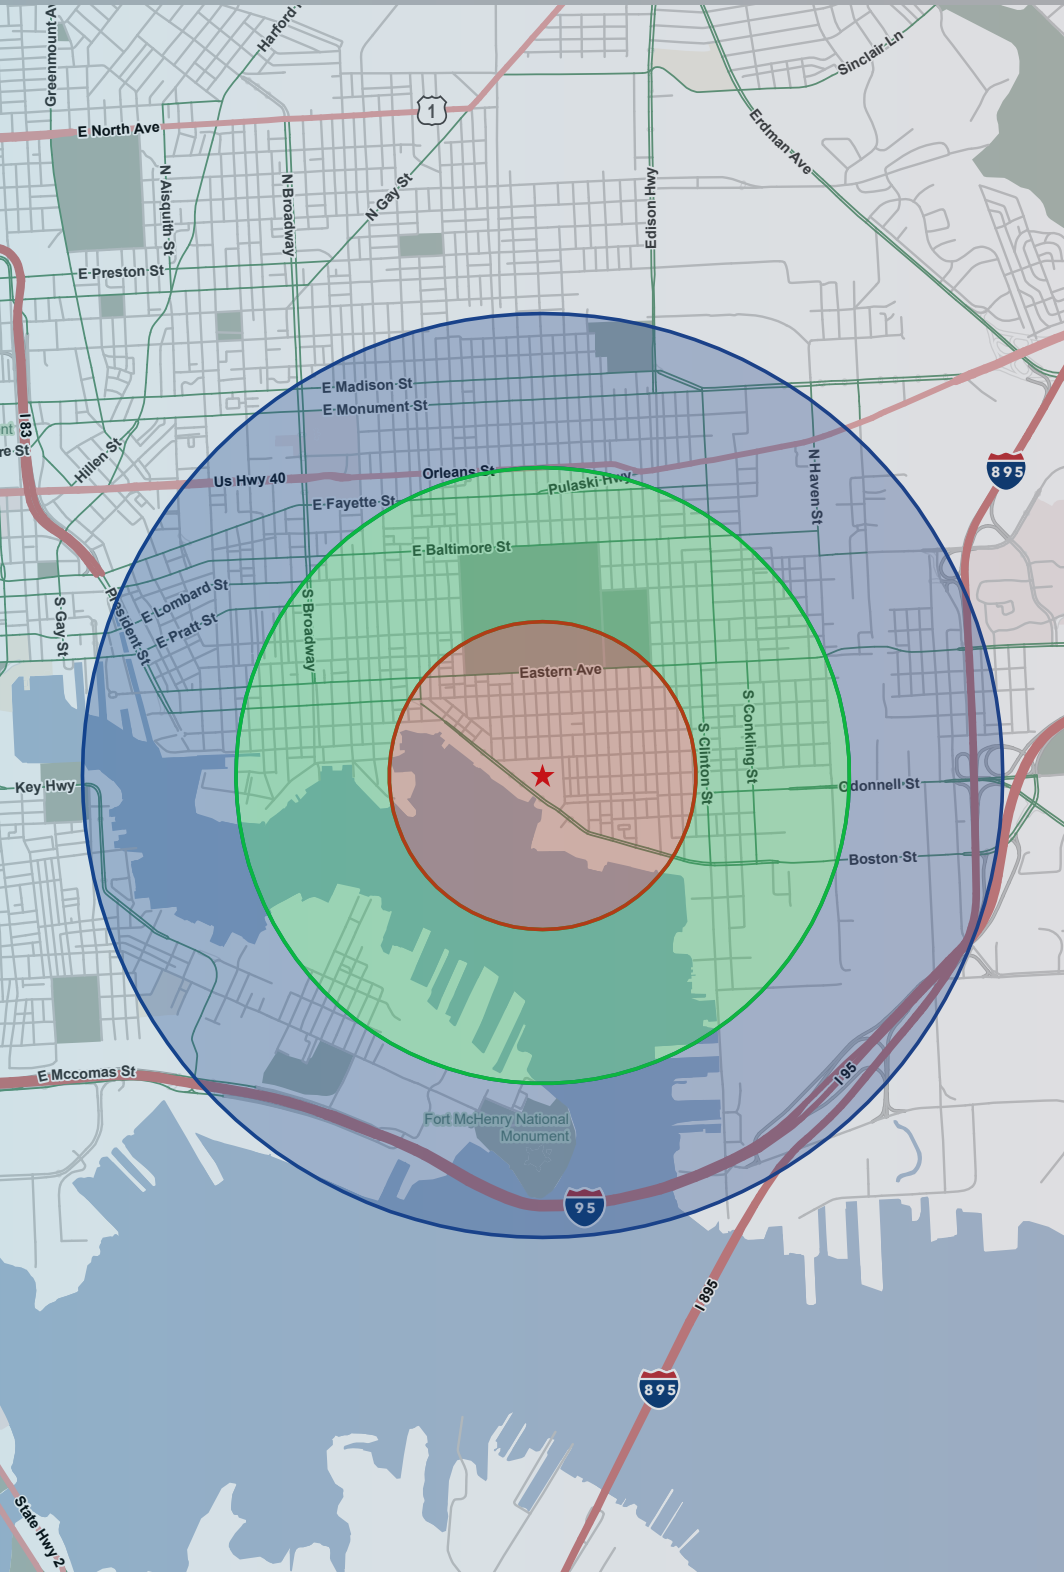 Greenmount Av
Harford
Sinclair Ln
1
E North Ave
Erdman Ave
N Aisquith St
N Broadway
N Gay St
Edison Hwy
E Preston St
E Madison St
E Monument St
I 83
nt
re St
Hillen St
Us Hwy 40
Orleans St
Pulaski Hwy
E Fayette St
N Haven St
895
E Baltimore St
S Gay St
President St
E Lombard St
E Pratt St
S Broadway
Eastern Ave
S Clinton St
S Conkling St
Key Hwy
Odonnell St
Boston St
E Mccomas St
I 95
Fort McHenry National
Monument
95
I 895
895
State Hwy 2